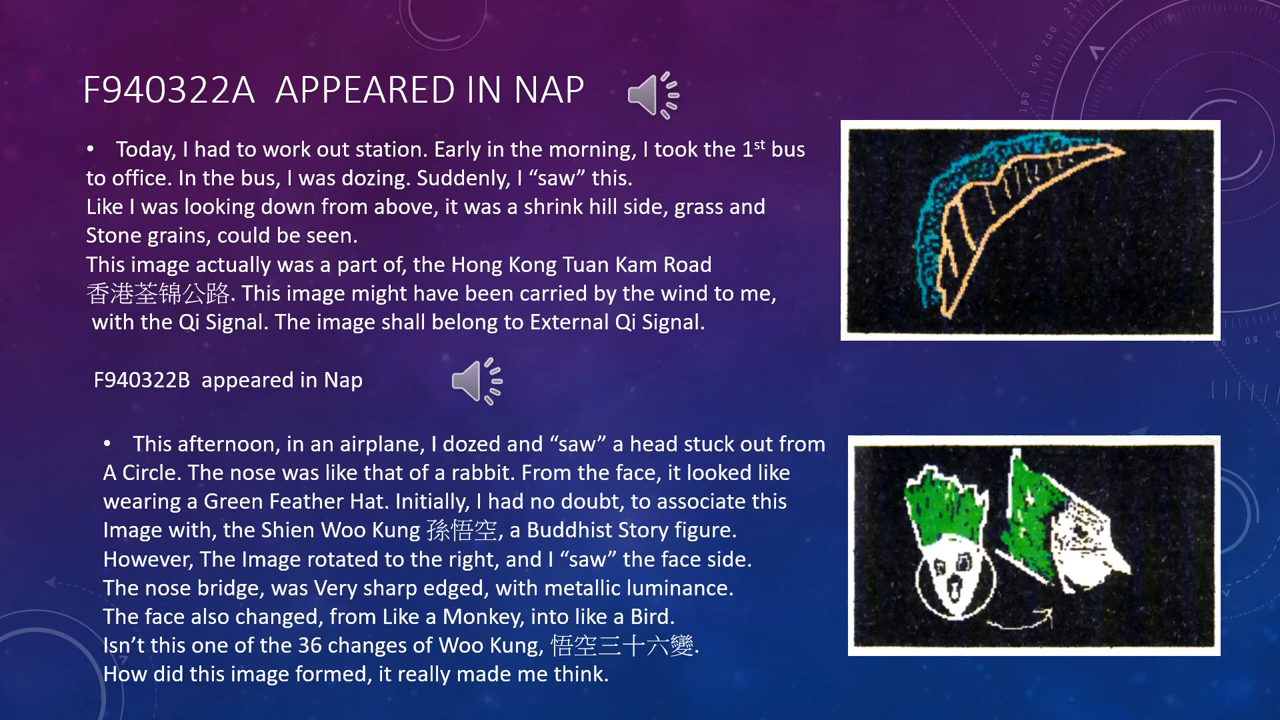 F940322A APPEARED IN NAP
• Today, I had to work out station. Early in the morning, I took the 1st bus
to office. In the bus, I was dozing. Suddenly, I “saw” this.
Like I was looking down from above, it was a shrink hill side, grass and
Stone grains, could be seen.
This image actually was a part of, the Hong Kong Tuan Kam Road
香港荃锦公路. This image might have been carried by the wind to me,
with the Qi Signal. The image shall belong to External Qi Signal.
F940322B appeared in Nap
• This afternoon, in an airplane, I dozed and “saw” a head stuck out from
A Circle. The nose was like that of a rabbit. From the face, it looked like
wearing a Green Feather Hat. Initially, I had no doubt, to associate this
Image with, the Shien Woo Kung 孫悟空, a Buddhist Story figure.
However, The Image rotated to the right, and I “saw” the face side.
The nose bridge, was Very sharp edged, with metallic luminance.
The face also changed, from Like a Monkey, into like a Bird.
Isn’t this one of the 36 changes of Woo Kung, 悟空三十六變.
How did this image formed, it really made me think.